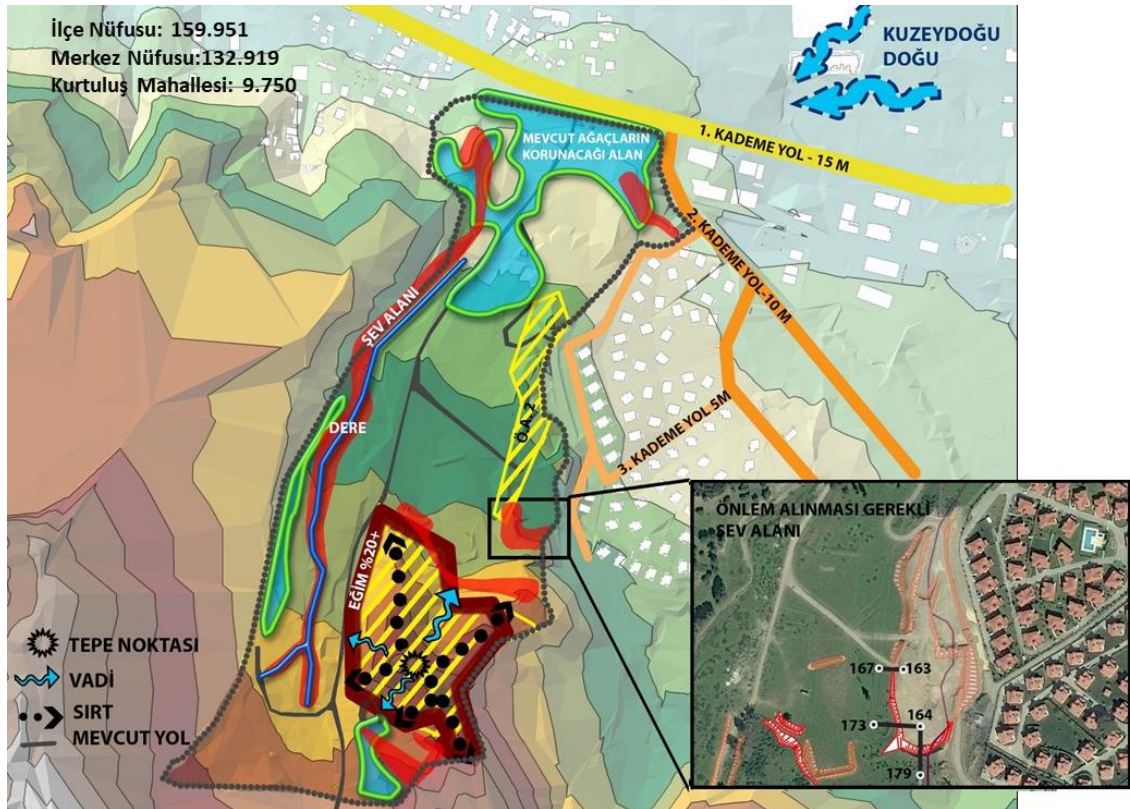 İlçe Nüfusu: 159.951
Merkez Nüfusu:132.919
Kurtuluş Mahallesi: 9.750
KUZEYDOĞU
DOĞU
1. KADEME YOL - 15 M
MEVCUT AĞAÇLARIN
KORUNACAĞI ALAN
2. KADEME YOL-10 M
ŞEV ALANI
Ö.A. 2
3. KADEME YOL 5M
DERE
EĞİM %20+
ÖNLEM ALINMASI GEREKLİ
ŞEV ALANI
167
163
173
164
179
TEPE NOKTASI
VADİ
SIRT
MEVCUT YOL